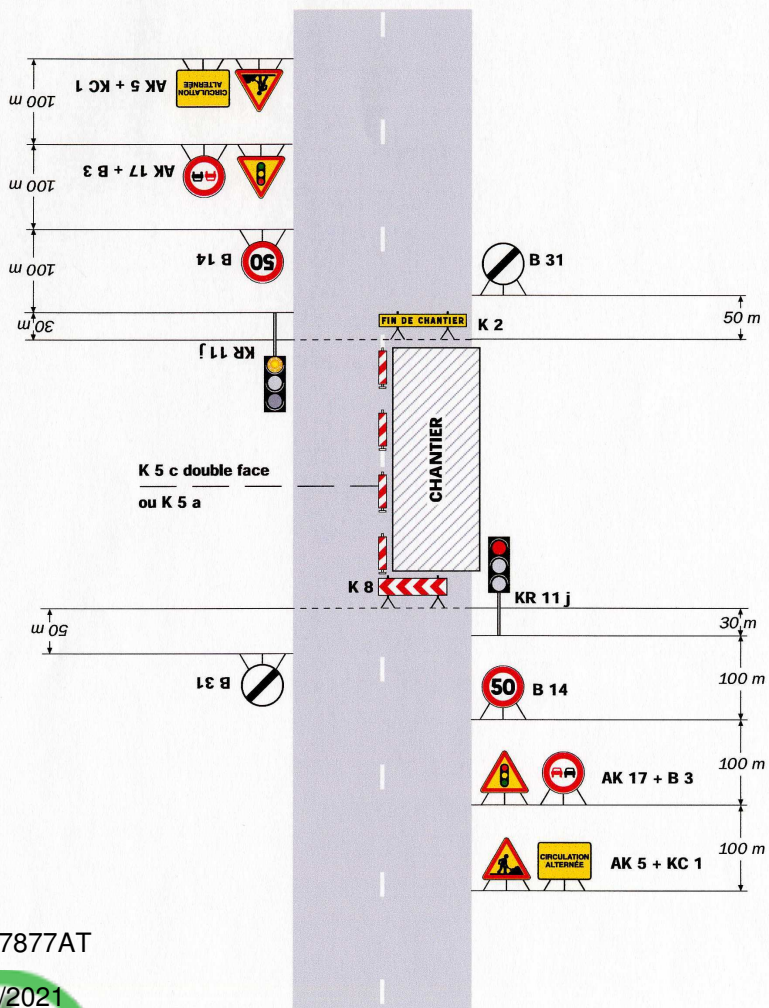 AK 5 + KC 1
CIRCULATION
ALTERNÉE
100 m
AK 17 + B 3
100 m
B 14
50
100 m
B 31
30 m
KR 11 j
FIN DE CHANTIER
K 2
50 m
K 5 c double face
ou K 5 a
CHANTIER
K 8
KR 11 j
50 m
30 m
B 31
50
B 14
100 m
AK 17 + B 3
100 m
CIRCULATION
ALTERNÉE
AK 5 + KC 1
100 m
7877AT
/2021